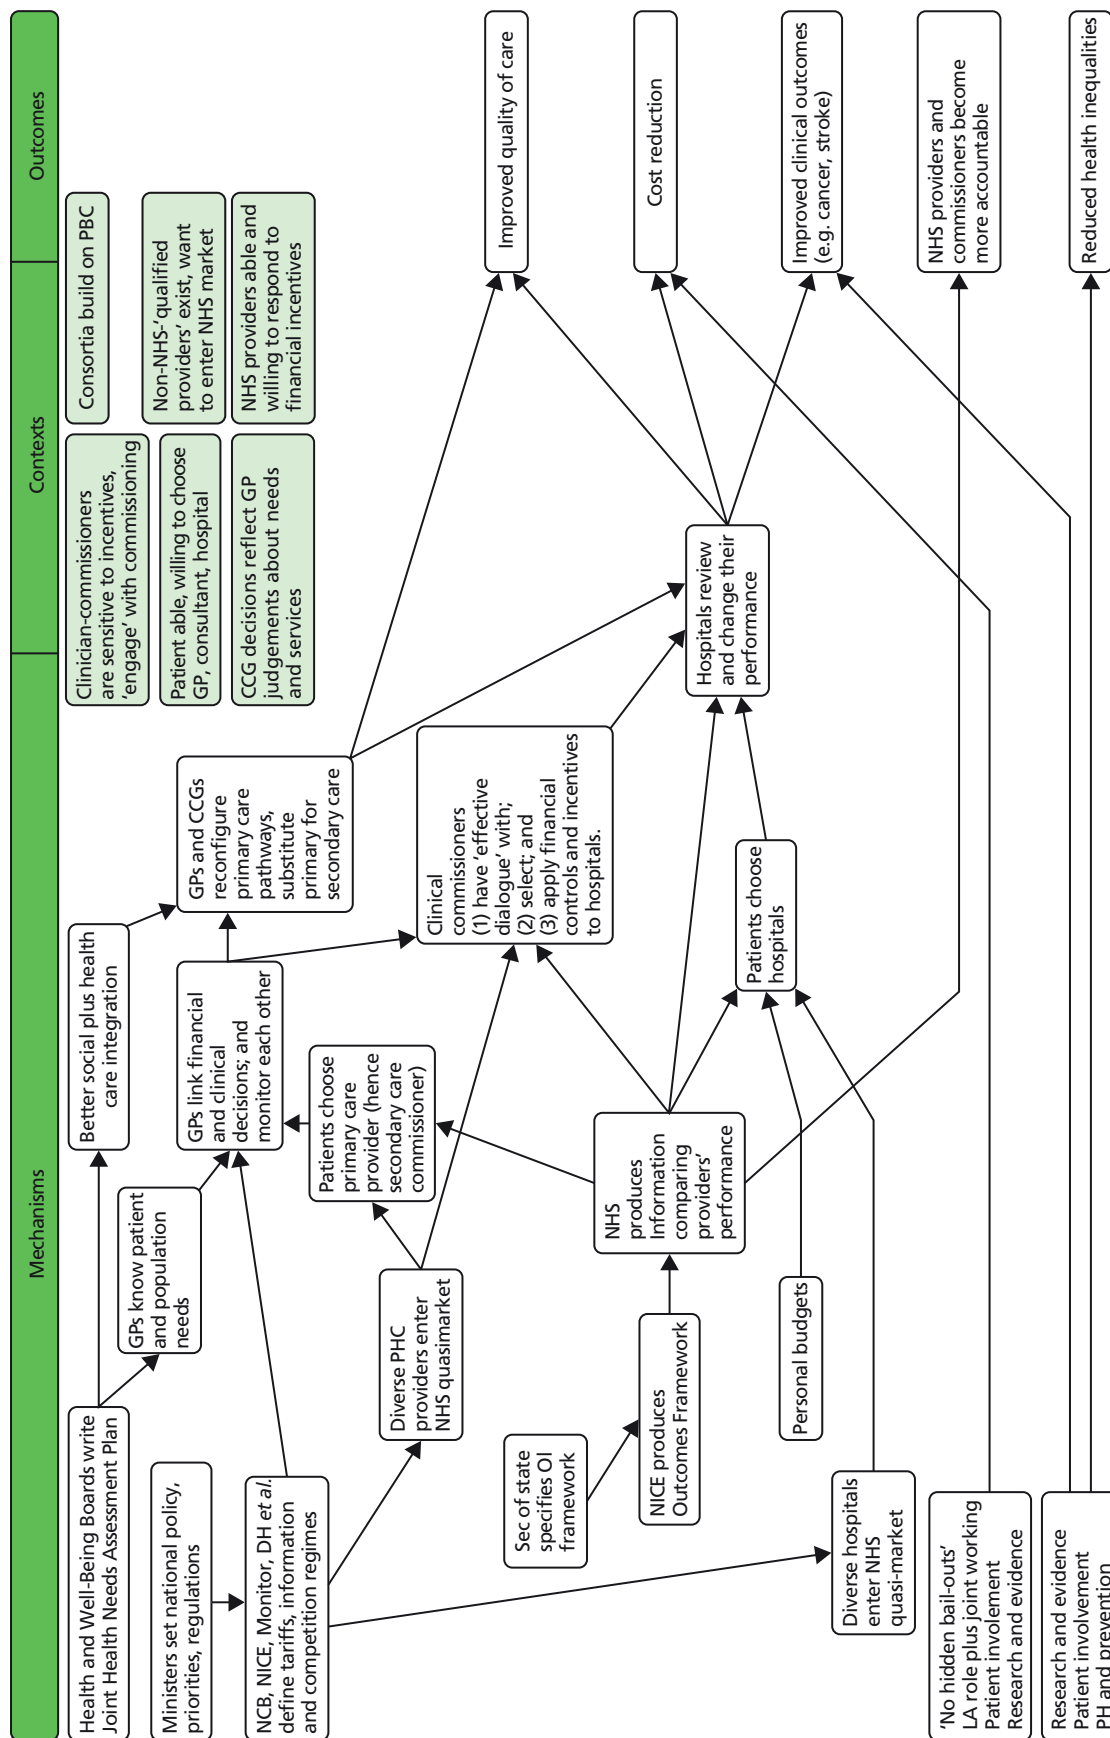 Mechanisms
Contexts
Outcomes
Health and Well-Being Boards write
Joint Health Needs Assessment Plan
Ministers set national policy,
priorities, regulations
NCB, NICE, Monitor, DH et al.
define tariffs, information
and competition regimes
GPs know patient
and population
needs
Better social plus health
care integration
GPs link financial
and clinical
decisions; and
monitor each other
Patients choose
primary care
provider (hence
secondary care
commissioner)
Diverse PHC
providers enter
NHS quasimarket
GPs and CCGs
reconfigure
primary care
pathways,
substitute
primary for
secondary care
Clinical
commissioners
(1) have ‘effective
dialogue’ with;
(2) select; and
(3) apply financial
controls and incentives
to hospitals.
Sec of state
specifies OI
framework
NICE produces
Outcomes Framework
NHS
produces
Information
comparing
providers’
performance
Personal budgets
Patients choose
hospitals
Diverse hospitals
enter NHS
quasi-market
Hospitals review
and change their
performance
‘No hidden bail-outs’
LA role plus joint working
Patient involement
Research and evidence
Research and evidence
Patient involvement
PH and prevention
Clinician-commissioners
are sensitive to incentives,
‘engage’ with commissioning
Patient able, willing to choose
GP, consultant, hospital
CCG decisions reflect GP
judgements about needs
and services
Consortia build on PBC
Non-NHS-‘qualified
providers’ exist, want
to enter NHS market
NHS providers able and
willing to respond to
financial incentives
Improved quality of care
Cost reduction
Improved clinical outcomes
(e.g. cancer, stroke)
NHS providers and
commissioners become
more accountable
Reduced health inequalities